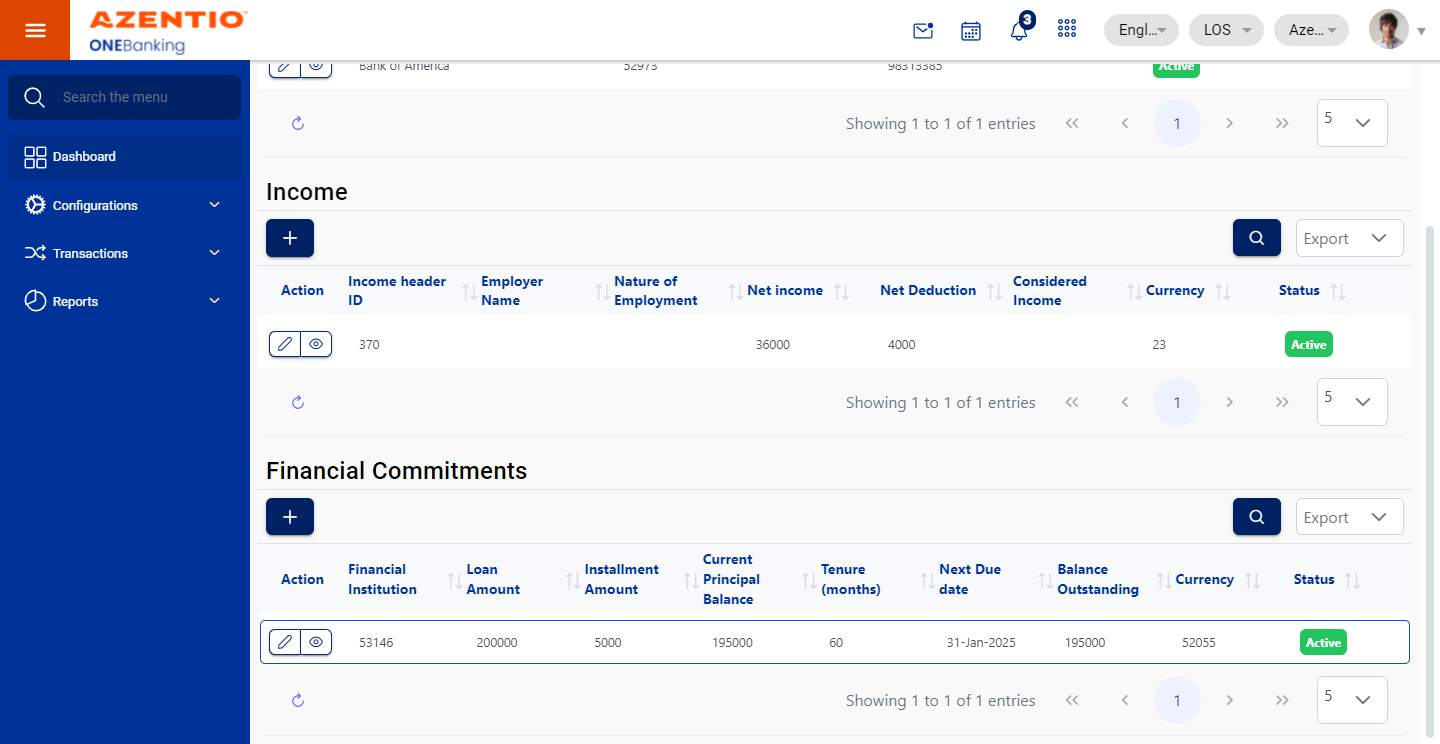 AZENTIO™
ONEBanking
3
Engl...
LOS
Aze...
Search the menu
Dashboard
Configurations
Transactions
Reports
Bank of America 52973 98313385 Active
Showing 1 to 1 of 1 entries 1 5
Income
Export
Action Income header ID Employer Name Nature of Employment Net income Net Deduction Considered Income Currency Status
370 36000 4000 23 Active
Showing 1 to 1 of 1 entries 1 5
Financial Commitments
Export
Action Financial Institution Loan Amount Installment Amount Current Principal Balance Tenure (months) Next Due date Balance Outstanding Currency Status
53146 200000 5000 195000 60 31-Jan-2025 195000 52055 Active
Showing 1 to 1 of 1 entries 1 5